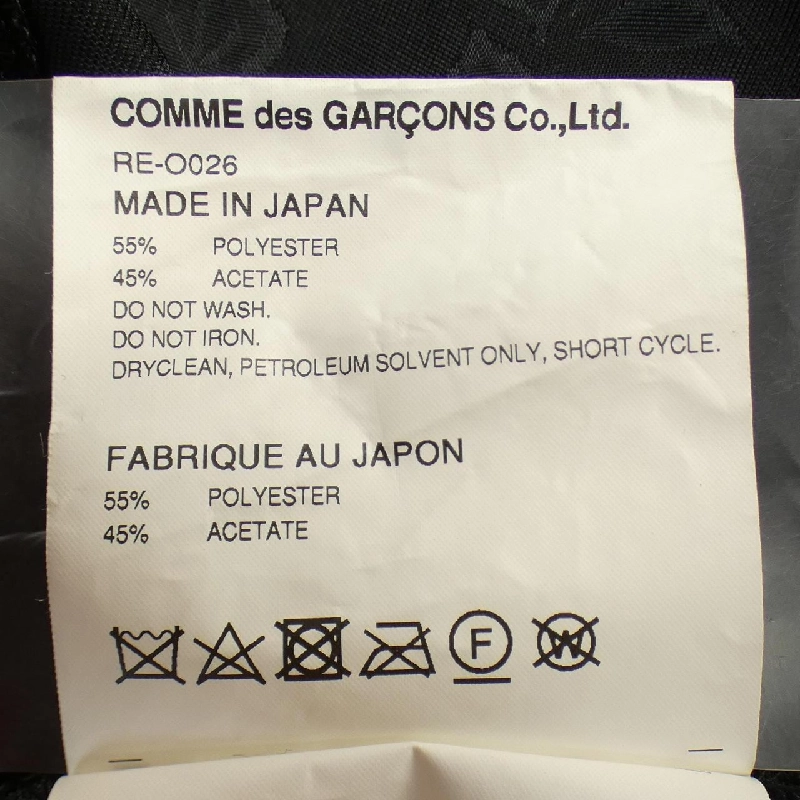 COMME des GARÇONS Co.,Ltd.
RE-O026
MADE IN JAPAN
55% POLYESTER
45% ACETATE
DO NOT WASH.
DO NOT IRON.
DRYCLEAN, PETROLEUM SOLVENT ONLY, SHORT CYCLE.
FABRIQUE AU JAPON
55% POLYESTER
45% ACETATE
F W